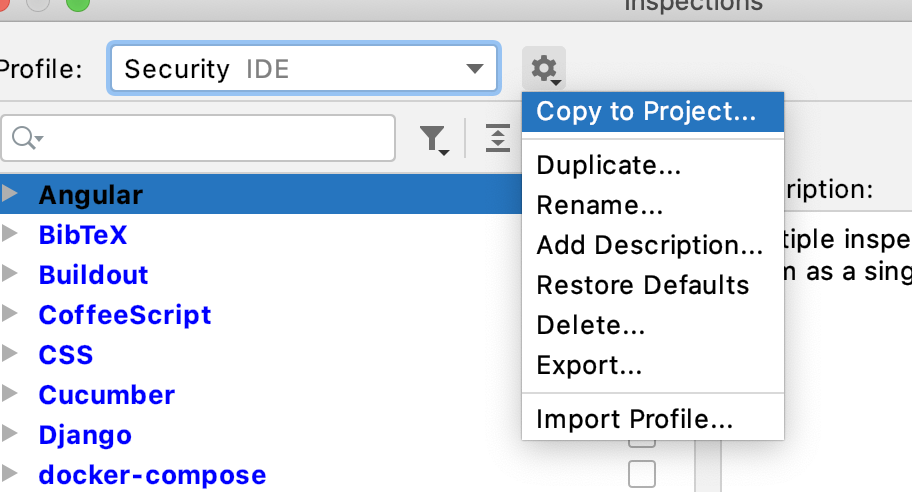 Inspections
Profile:
Security IDE
Copy to Project...
Duplicate...
Rename...
Add Description...
Restore Defaults
Delete...
Export...
Import Profile...
Angular
BibTeX
Buildout
CoffeeScript
CSS
Cucumber
Django
docker-compose
ription:
tiple inspe
m as a sing